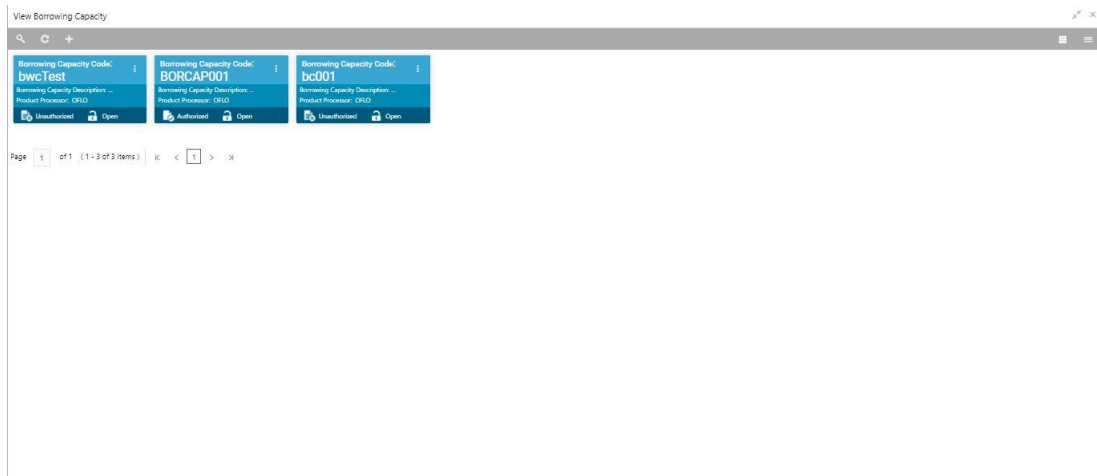 View Borrowing Capacity
Borrowing Capacity Code:
bwcTest
Borrowing Capacity Description: ...
Product Processor: OFLO
Unauthorized Open
Borrowing Capacity Code:
BORCAP001
Borrowing Capacity Description: ...
Product Processor: OFLO
Authorized Open
Borrowing Capacity Code:
bc001
Borrowing Capacity Description: ...
Product Processor: OFLO
Unauthorized Open
Page 1 of 1 (1 - 3 of 3 items) 1